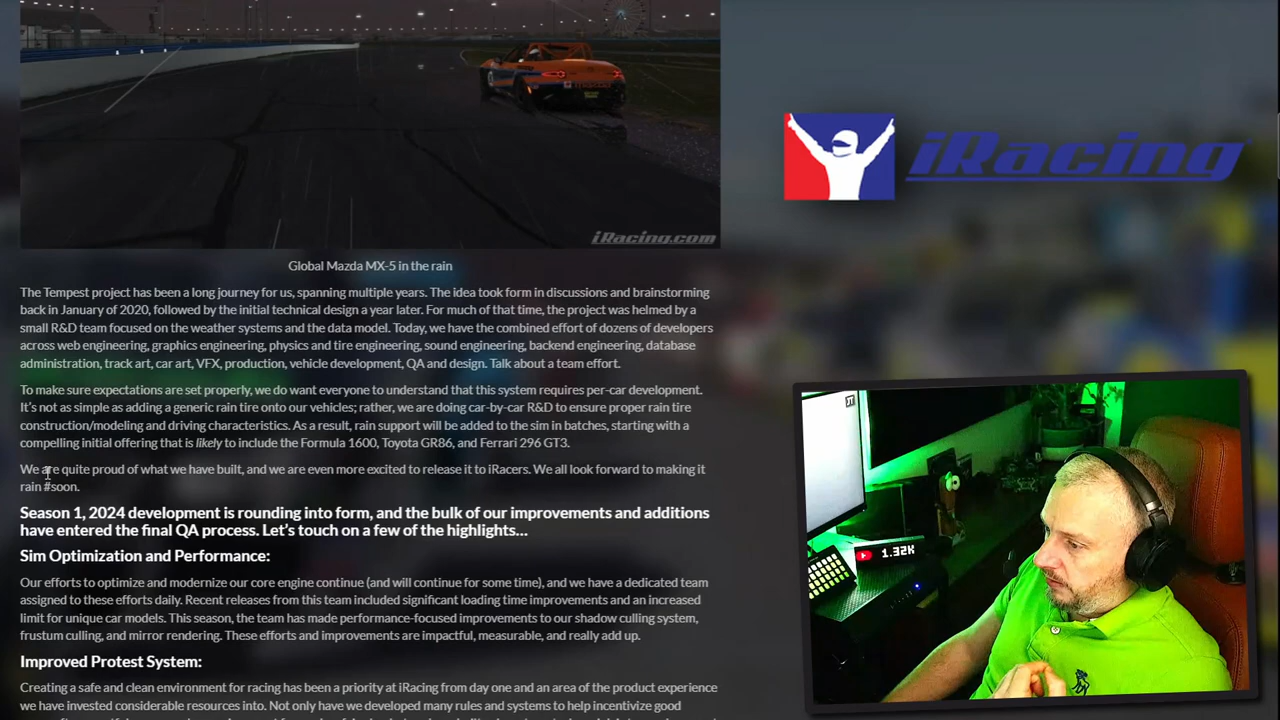 iRacing.com
iRacing
Global Mazda MX-5 in the rain
The Tempest project has been a long journey for us, spanning multiple years. The idea took form in discussions and brainstorming
back in January of 2020, followed by the initial technical design a year later. For much of that time, the project was helmed by a
small R&D team focused on the weather systems and the data model. Today, we have the combined effort of dozens of developers
across web engineering, graphics engineering, physics and tire engineering, sound engineering, backend engineering, database
administration, track art, car art, VFX, production, vehicle development, QA and design. Talk about a team effort.
To make sure expectations are set properly, we do want everyone to understand that this system requires per-car development.
It's not as simple as adding a generic rain tire onto our vehicles; rather, we are doing car-by-car R&D to ensure proper rain tire
construction/modeling and driving characteristics. As a result, rain support will be added to the sim in batches, starting with a
compelling initial offering that is likely to include the Formula 1600, Toyota GR86, and Ferrari 296 GT3.
We are quite proud of what we have built, and we are even more excited to release it to iRacers. We all look forward to making it
rain #soon.
Season 1, 2024 development is rounding into form, and the bulk of our improvements and additions
have entered the final QA process. Let's touch on a few of the highlights...
Sim Optimization and Performance:
Our efforts to optimize and modernize our core engine continue (and will continue for some time), and we have a dedicated team
assigned to these efforts daily. Recent releases from this team included significant loading time improvements and an increased
limit for unique car models. This season, the team has made performance-focused improvements to our shadow culling system,
frustum culling, and mirror rendering. These efforts and improvements are impactful, measurable, and really add up.
Improved Protest System:
Creating a safe and clean environment for racing has been a priority at iRacing from day one and an area of the product experience
we have invested considerable resources into. Not only have we developed many rules and systems to help incentivize good
1.32K